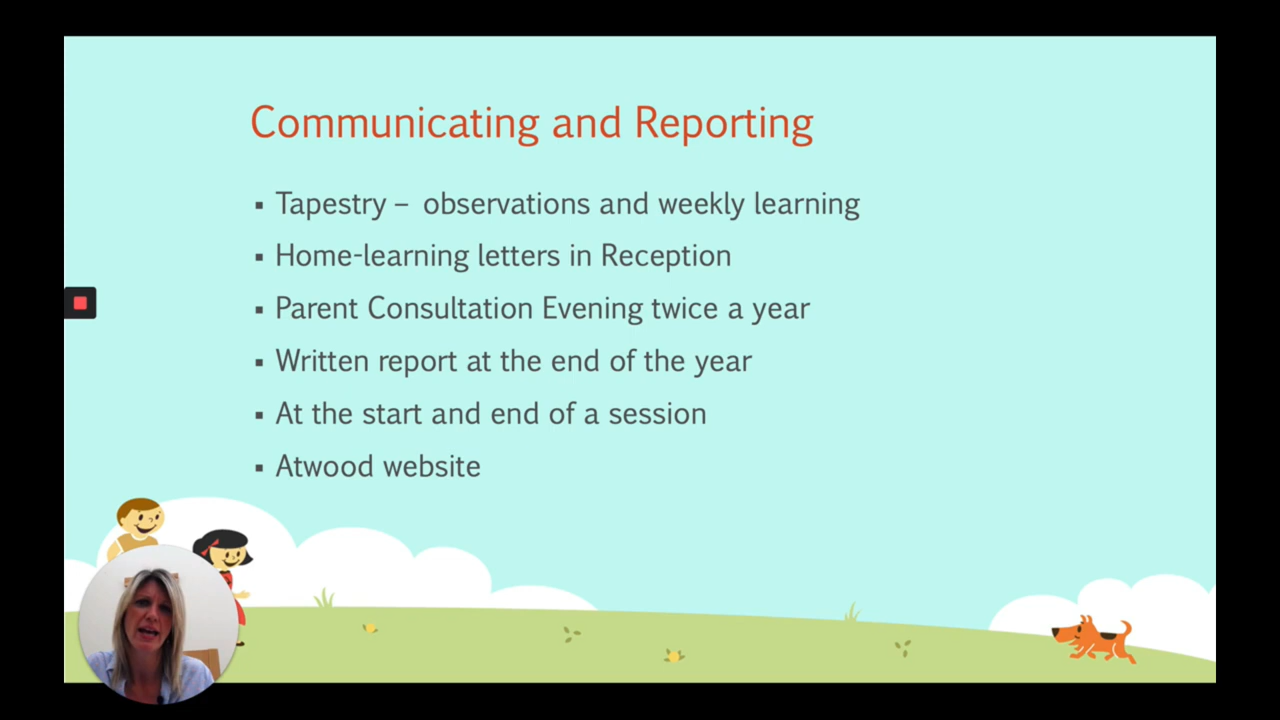 Communicating and Reporting
▪ Tapestry – observations and weekly learning
▪ Home-learning letters in Reception
▪ Parent Consultation Evening twice a year
▪ Written report at the end of the year
▪ At the start and end of a session
▪ Atwood website